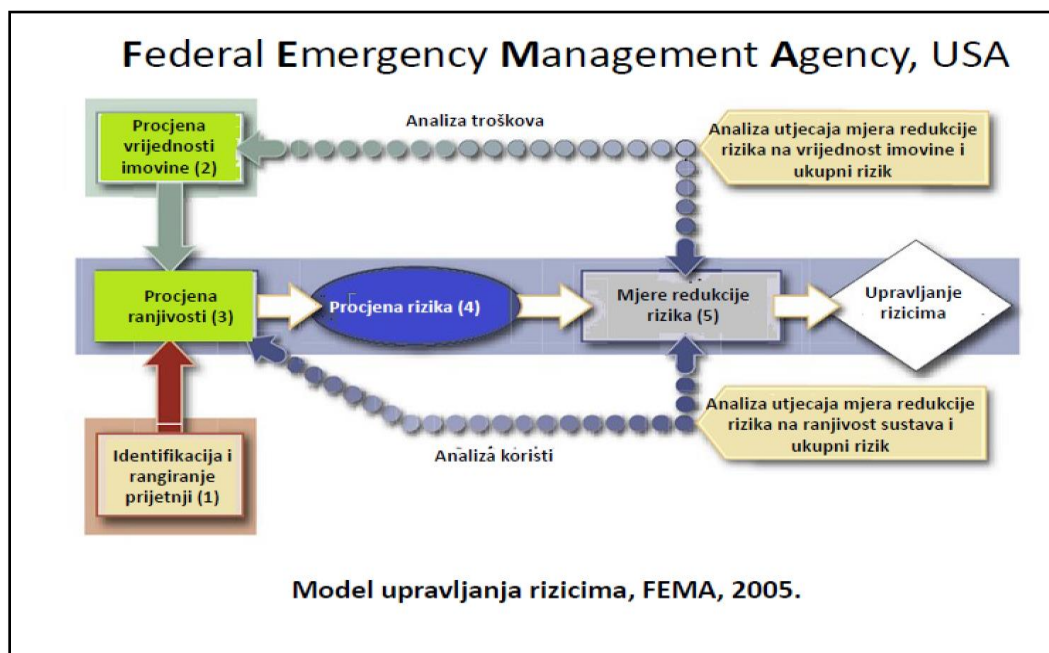 Federal Emergency Management Agency, USA
Procjena
vrijednosti
imovine (2)
Analiza troškova
Analiza utjecaja mjera redukcije
rizika na vrijednost imovine i
ukupni rizik
Procjena
ranjivosti (3)
Procjena rizika (4)
Mjere redukcije
rizika (5)
Upravljanje
rizicima
Identifikacija i
rangiranje
prijetnji (1)
Analiza koristi
Analiza utjecaja mjera redukcije
rizika na ranjivost sustava i
ukupni rizik
Model upravljanja rizicima, FEMA, 2005.